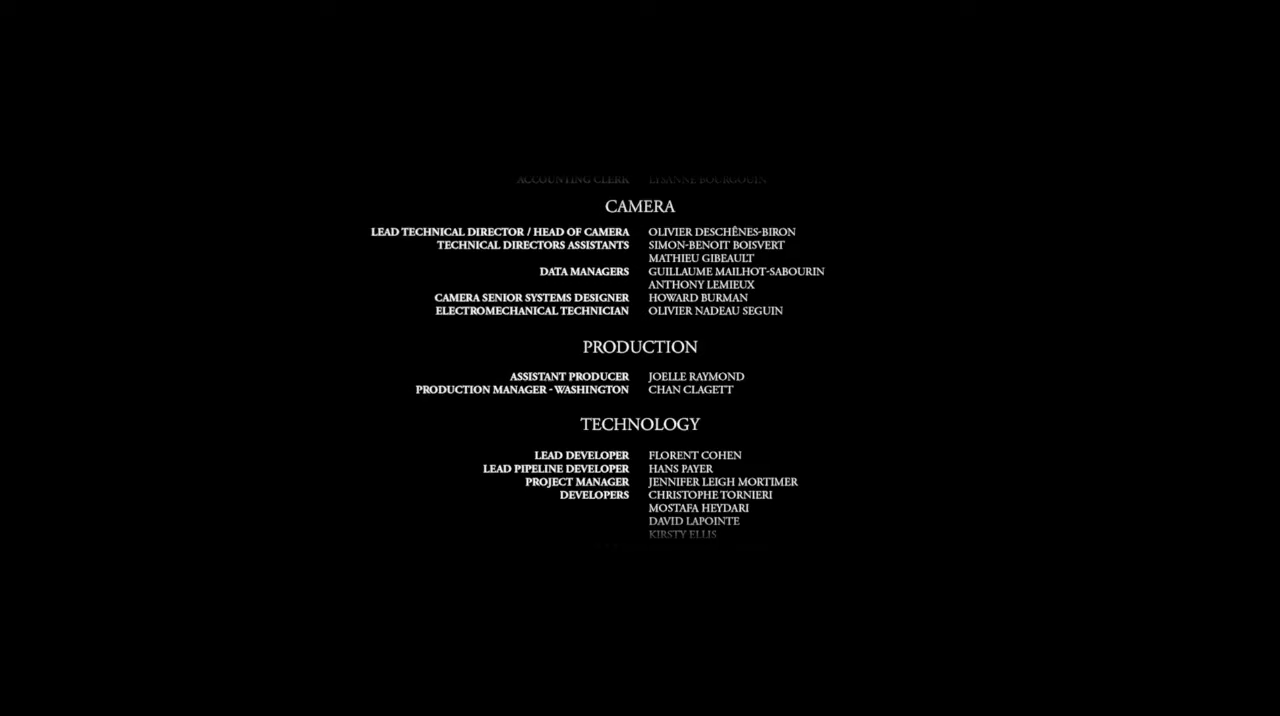 ACCOUNTING CLERK LYSANNE BOURGOUIN
CAMERA
LEAD TECHNICAL DIRECTOR / HEAD OF CAMERA OLIVIER DESCHÊNES-BIRON
TECHNICAL DIRECTORS ASSISTANTS SIMON-BENOIT BOISVERT
MATHIEU GIBEAULT
DATA MANAGERS GUILLAUME MAILHOT-SABOURIN
ANTHONY LEMIEUX
CAMERA SENIOR SYSTEMS DESIGNER HOWARD BURMAN
ELECTROMECHANICAL TECHNICIAN OLIVIER NADEAU SEGUIN
PRODUCTION
ASSISTANT PRODUCER JOELLE RAYMOND
PRODUCTION MANAGER - WASHINGTON CHAN CLAGETT
TECHNOLOGY
LEAD DEVELOPER FLORENT COHEN
LEAD PIPELINE DEVELOPER HANS PAYER
PROJECT MANAGER JENNIFER LEIGH MORTIMER
DEVELOPERS CHRISTOPHE TORNIERI
MOSTAFA HEYDARI
DAVID LAPOINTE
KIRSTY ELLIS